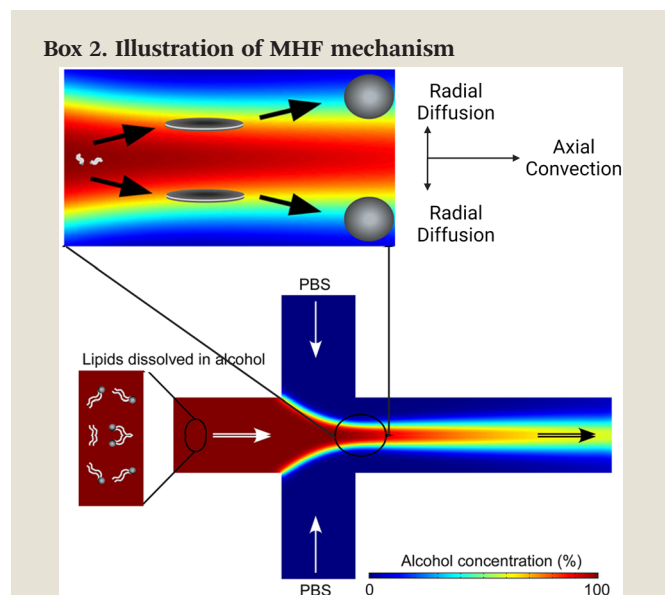 Box 2. Illustration of MHF mechanism
Radial
Diffusion
Axial
Convection
Radial
Diffusion
PBS
Lipids dissolved in alcohol
Alcohol concentration (%)
PBS
0
100